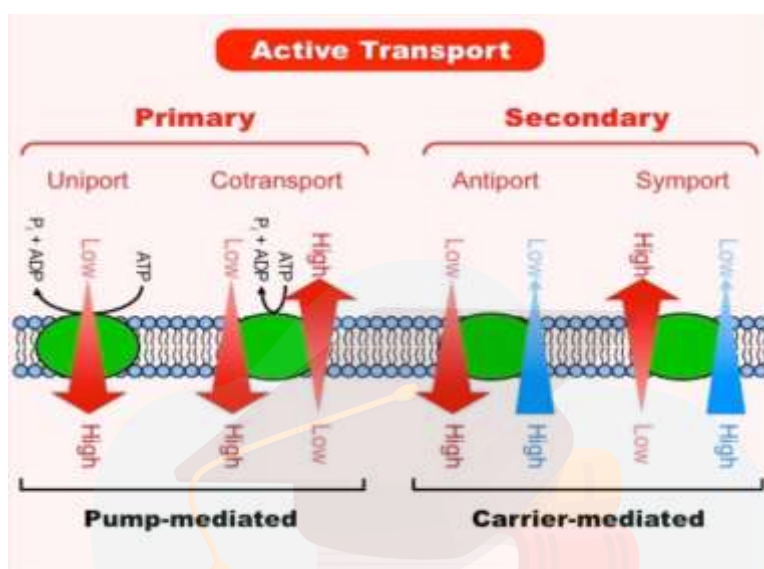 Active Transport
Primary
Secondary
Uniport
Cotransport
Antiport
Symport
Pi + ADP
Low
ATP
Low
Pi + ADP
ATP
High
Low
Low
High
Low
High
High
Low
High
High
Low
High
Pump-mediated
Carrier-mediated